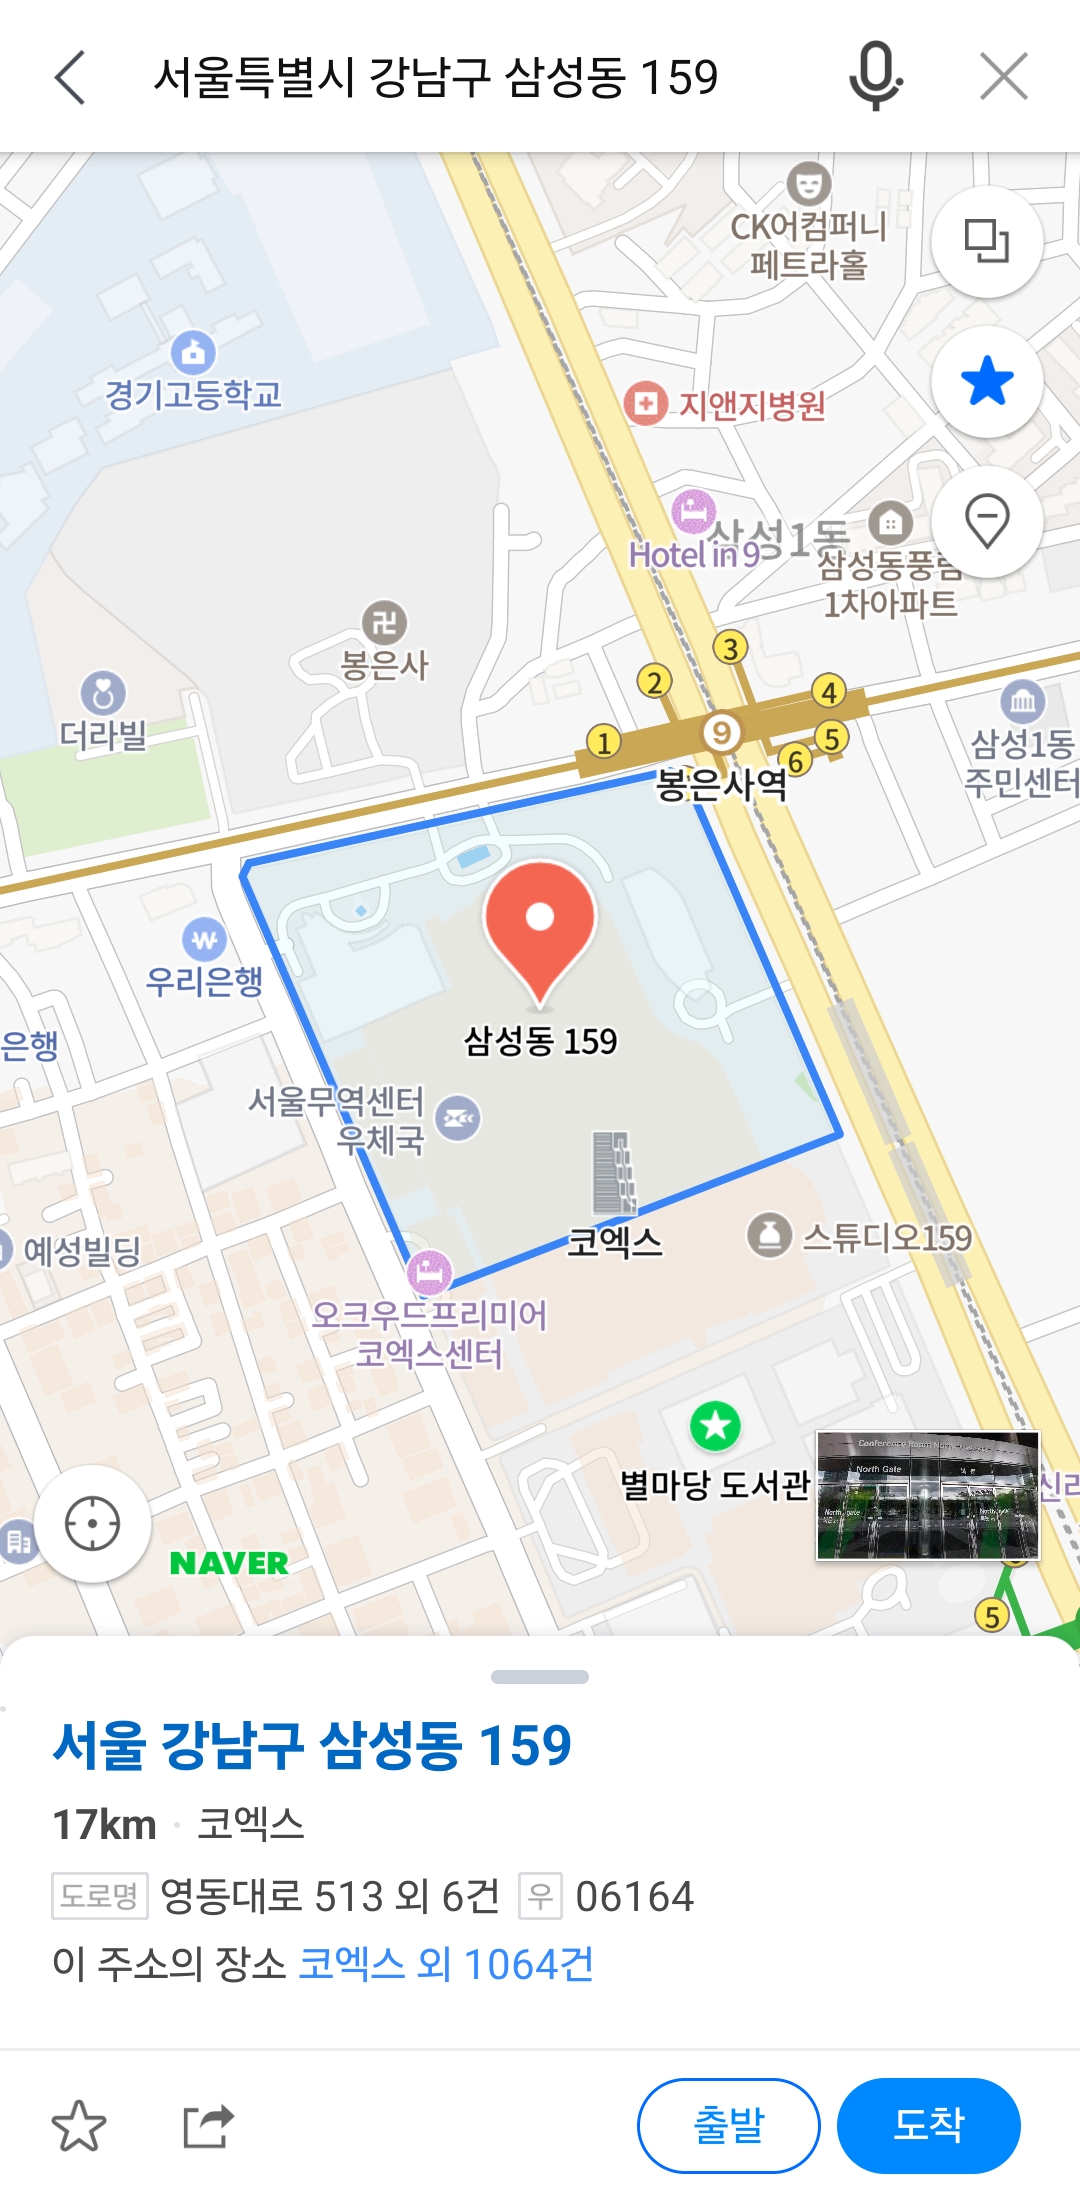 서울특별시 강남구 삼성동 159
CK어컴퍼니
페트라홀
경기고등학교
지앤지병원
삼성1동
Hotel in 9
삼성동풍림
1차아파트
봉은사
3
2
4
더라빌
1
9
5
6
삼성1동
주민센터
봉은사역
우리은행
은행
삼성동 159
서울무역센터
우체국
코엑스
스튜디오159
예성빌딩
오크우드프리미어
코엑스센터
별마당 도서관
North Gate
신라
NAVER
5
서울 강남구 삼성동 159
17km · 코엑스
도로명 영동대로 513 외 6건 우 06164
이 주소의 장소 코엑스 외 1064건
출발 도착